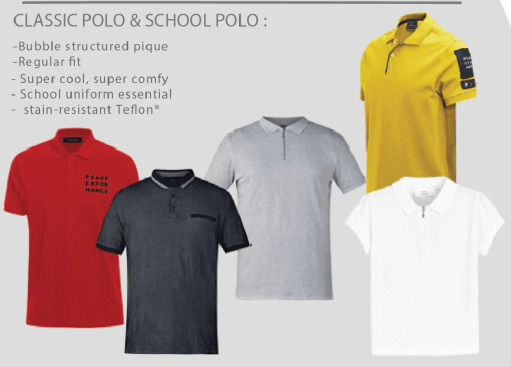 CLASSIC POLO & SCHOOL POLO :
-Bubble structured pique
-Regular fit
- Super cool, super comfy
- School uniform essential
- stain-resistant Teflon®
P E A K P
E R F O R
M A N C E